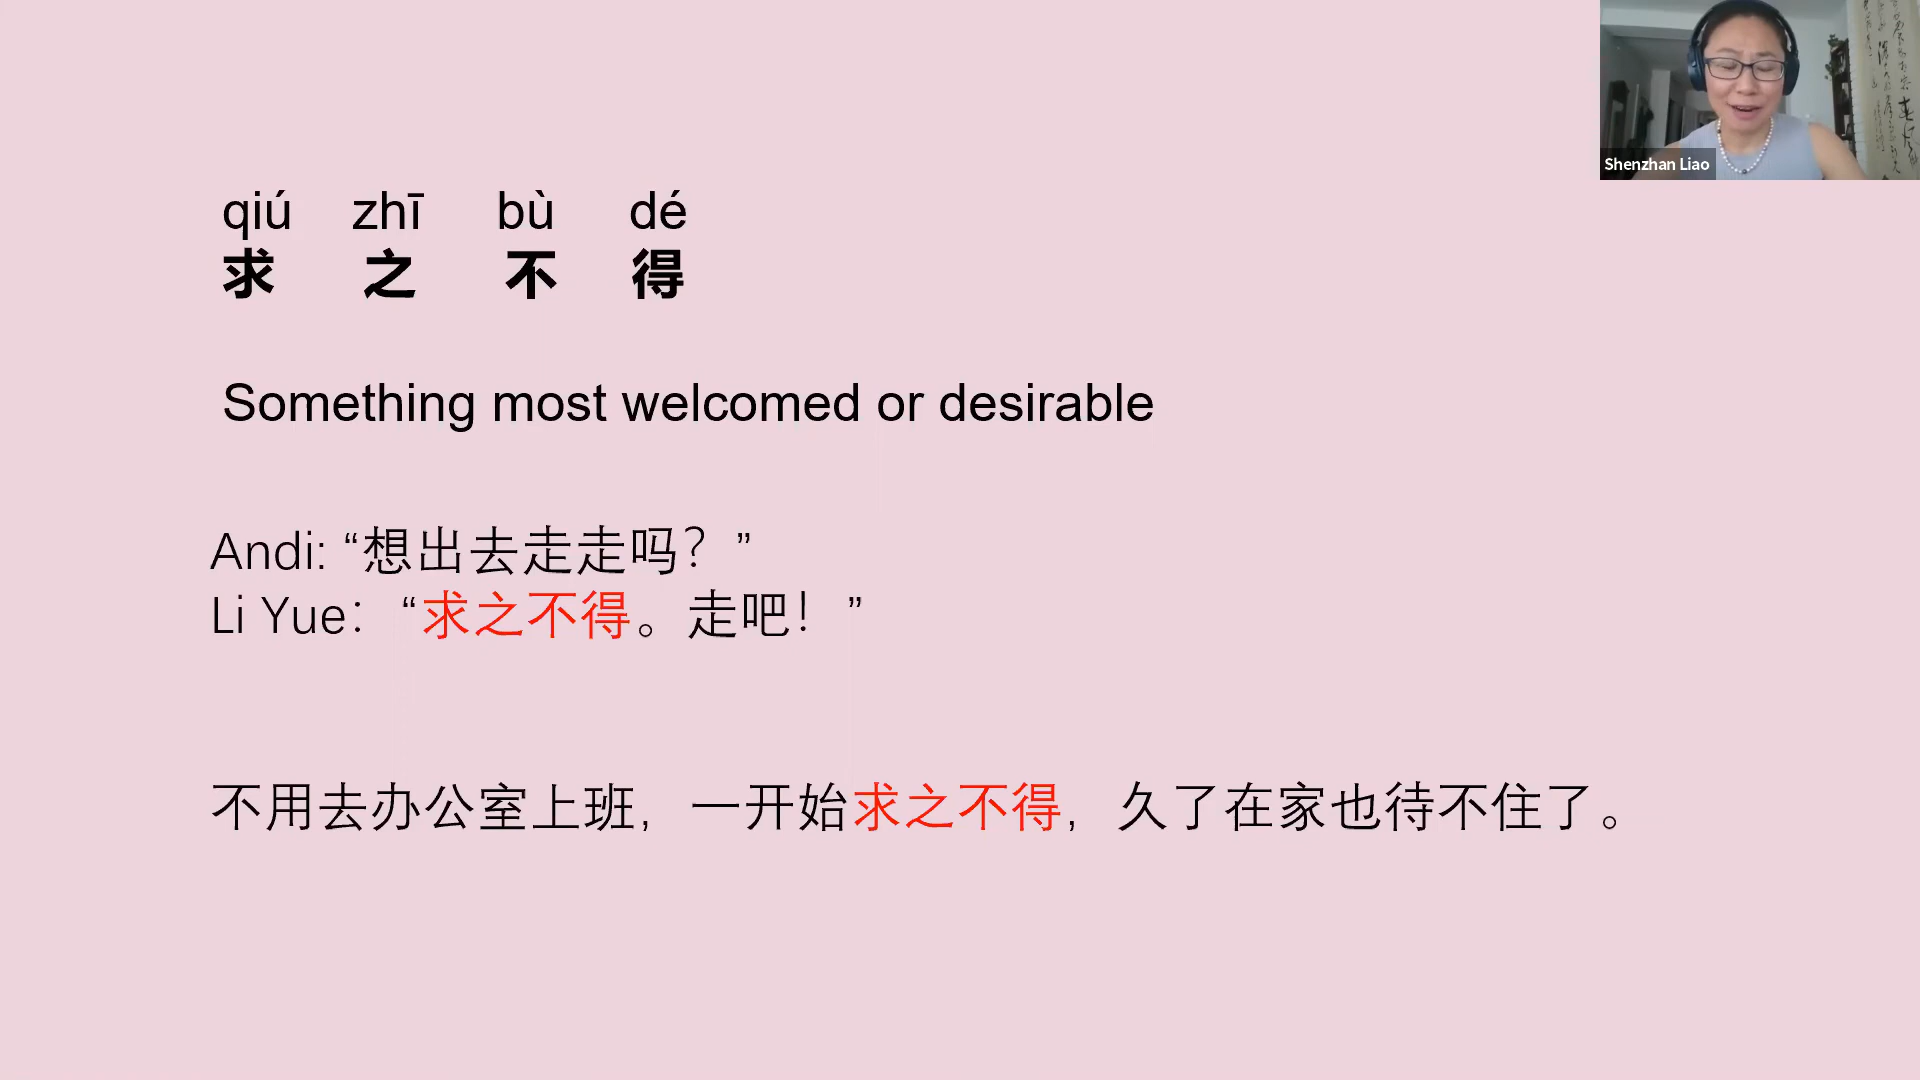 Shenzhan Liao
qiú zhī bù dé
求 之 不 得
Something most welcomed or desirable
Andi: “想出去走走吗？”
Li Yue：“求之不得。走吧！”
不用去办公室上班，一开始求之不得，久了在家也待不住了。